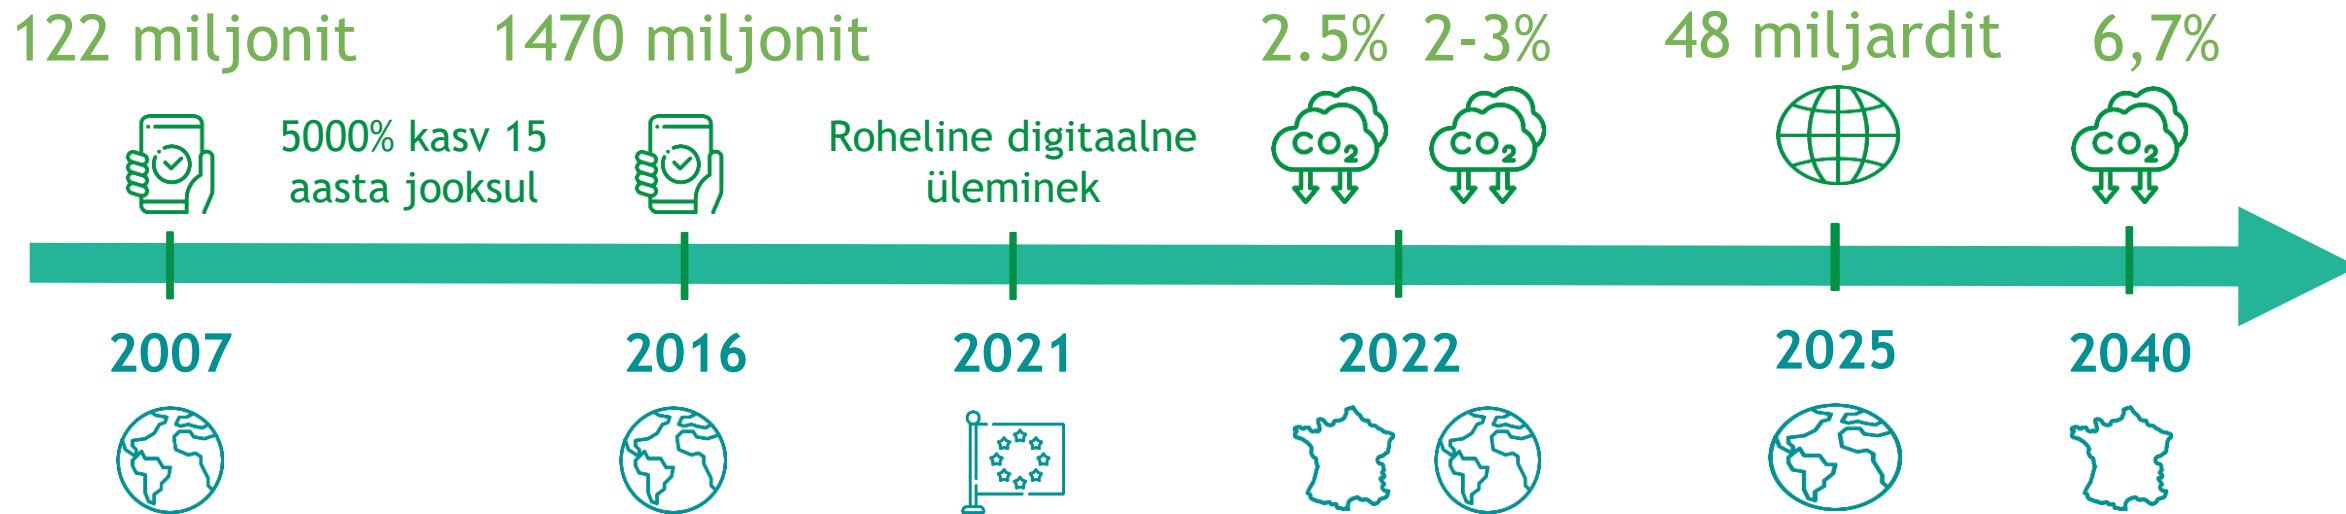 122 miljonit
1470 miljonit
2.5%
2-3%
48 miljardit
6,7%
5000% kasv 15
aasta jooksul
Roheline digitaalne
üleminek
CO2
CO2
CO2
2007
2016
2021
2022
2025
2040